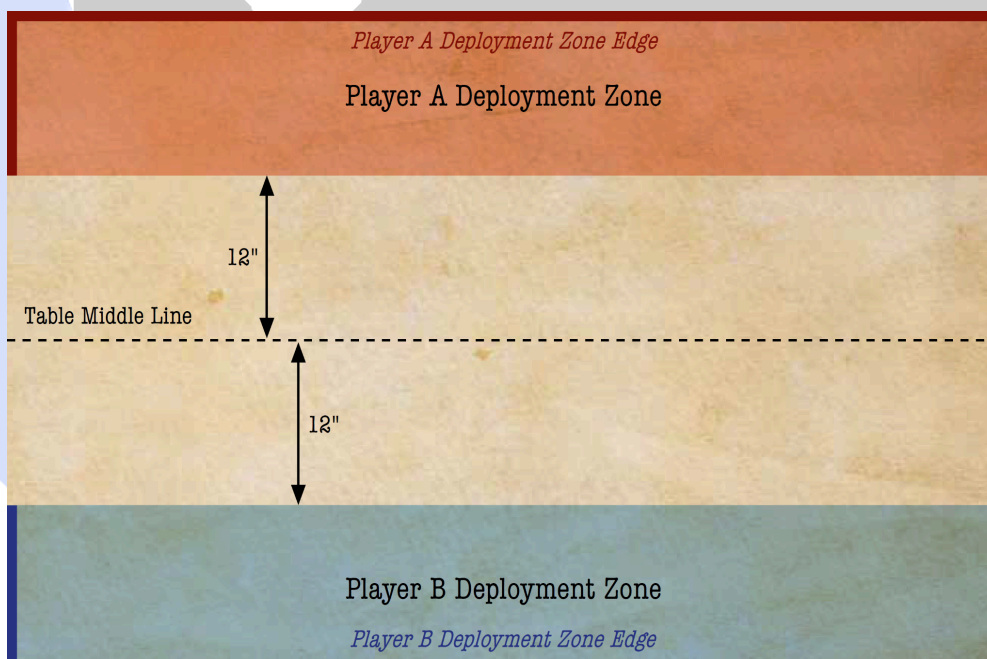 Player A Deployment Zone Edge
Player A Deployment Zone
12"
Table Middle Line
12"
Player B Deployment Zone
Player B Deployment Zone Edge